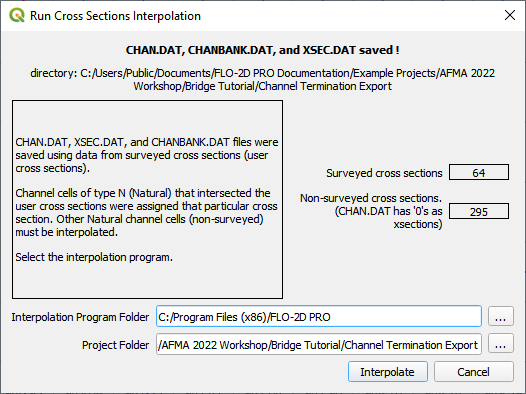 Run Cross Sections Interpolation
CHAN.DAT, CHANBANK.DAT, and XSEC.DAT saved !
directory: C:/Users/Public/Documents/FLO-2D PRO Documentation/Example Projects/AFMA 2022
Workshop/Bridge Tutorial/Channel Termination Export
CHAN.DAT, XSEC.DAT, and CHANBANK.DAT files were
saved using data from surveyed cross sections (user
cross sections).
Channel cells of type N (Natural) that intersected the
user cross sections were assigned that particular cross
section. Other Natural channel cells (non-surveyed)
must be interpolated.
Select the interpolation program.
Surveyed cross sections
64
Non-surveyed cross sections.
(CHAN.DAT has '0's as
xsections)
295
Interpolation Program Folder
C:/Program Files (x86)/FLO-2D PRO
...
Project Folder
/AFMA 2022 Workshop/Bridge Tutorial/Channel Termination Export
...
Interpolate
Cancel